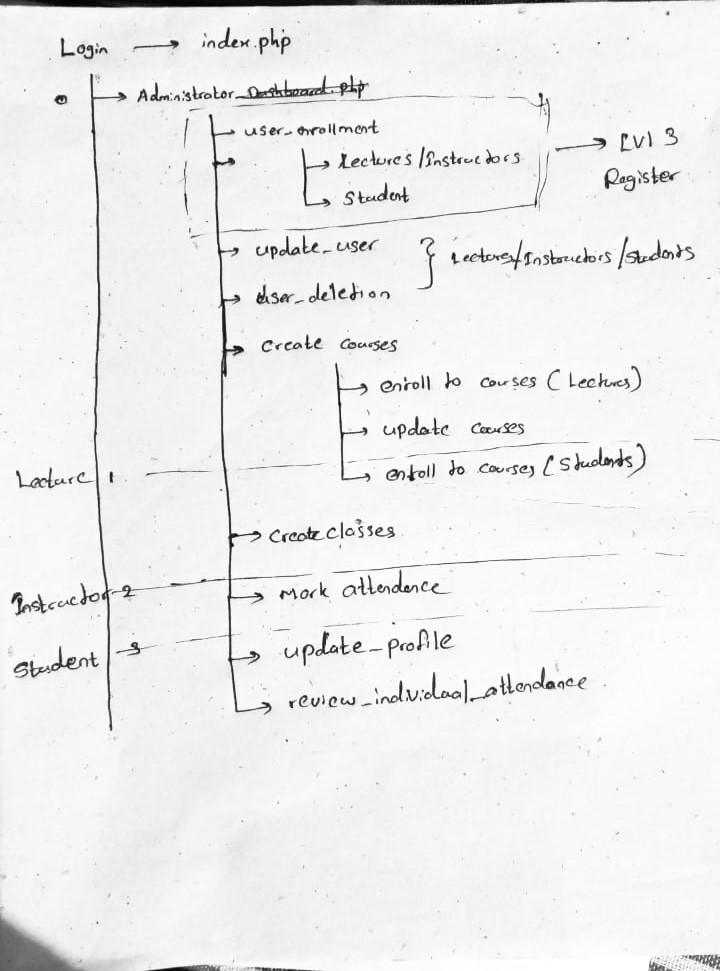 Login → index.php
Administrator_Dashboard.php
user_enrollment
Lectures/Instructors
Student
Lvl 3
Register
update_user
Lectures/Instructors/Students
user_deletion
create courses
enroll to courses (Lectures)
update courses
Lecture 1
enroll to courses (Students)
create classes
Instructor 2
Mark attendence
Student 3
update_profile
review_individual_attendance